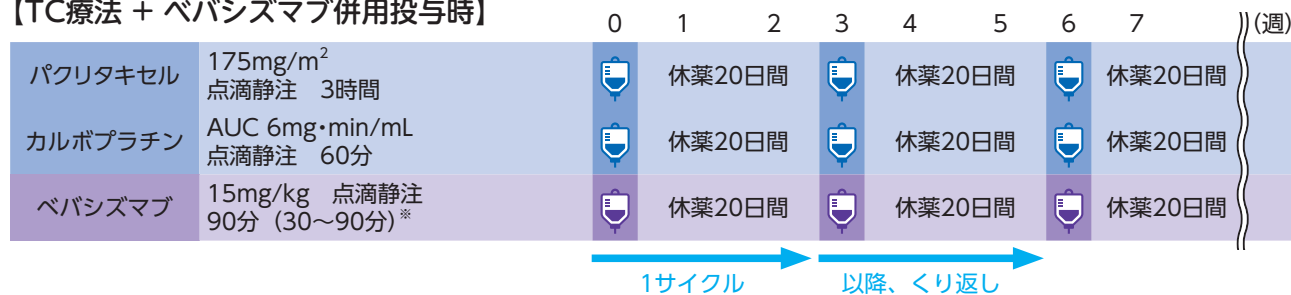 【TC療法 + ベバシズマブ併用投与時】
0 1 2 3 4 5 6 7 (週)
パクリタキセル 175mg/m² 点滴静注 3時間 休薬20日間 休薬20日間 休薬20日間
カルボプラチン AUC 6mg・min/mL 点滴静注 60分 休薬20日間 休薬20日間 休薬20日間
ベバシズマブ 15mg/kg 点滴静注 90分（30〜90分）※ 休薬20日間 休薬20日間 休薬20日間
1サイクル 以降、くり返し